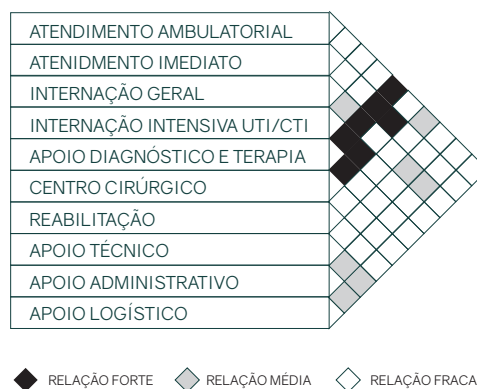 ATENDIMENTO AMBULATORIAL
ATENIDMENTO IMEDIATO
INTERNAÇÃO GERAL
INTERNAÇÃO INTENSIVA UTI/CTI
APOIO DIAGNÓSTICO E TERAPIA
CENTRO CIRÚRGICO
REABILITAÇÃO
APOIO TÉCNICO
APOIO ADMINISTRATIVO
APOIO LOGÍSTICO
RELAÇÃO FORTE RELAÇÃO MÉDIA RELAÇÃO FRACA